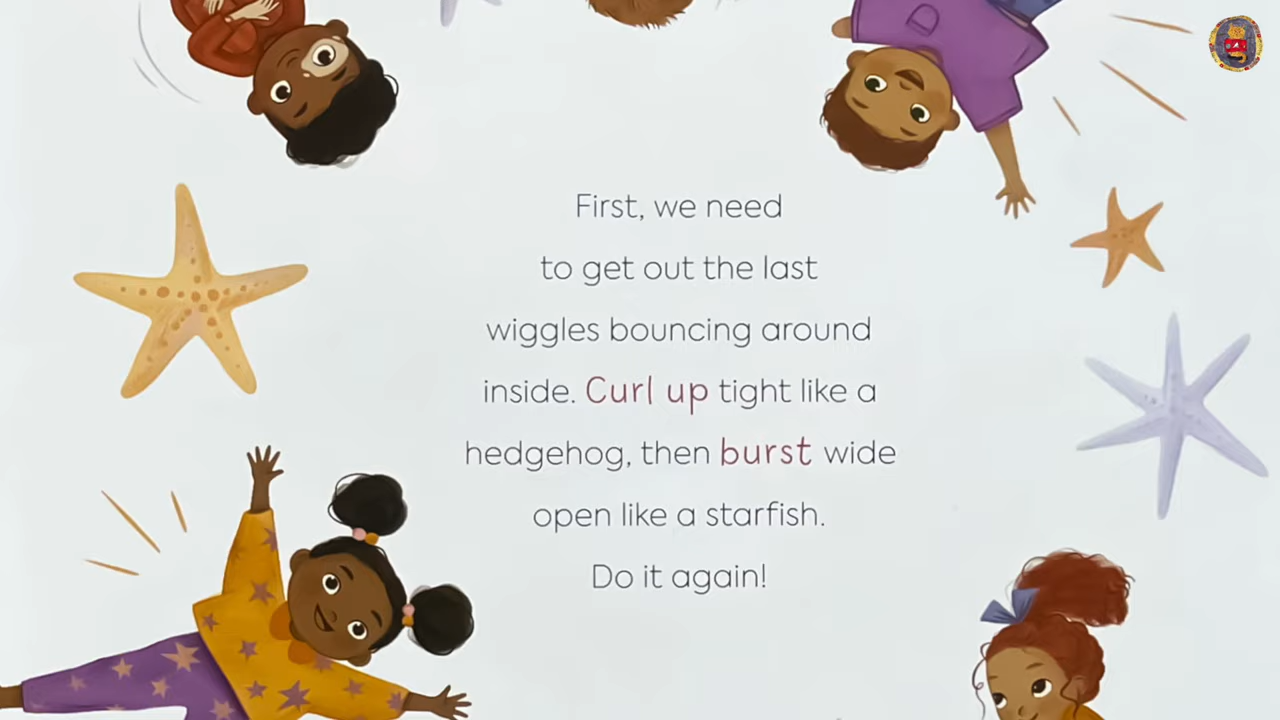 First, we need
to get out the last
wiggles bouncing around
inside. Curl up tight like a
hedgehog, then burst wide
open like a starfish.
Do it again!